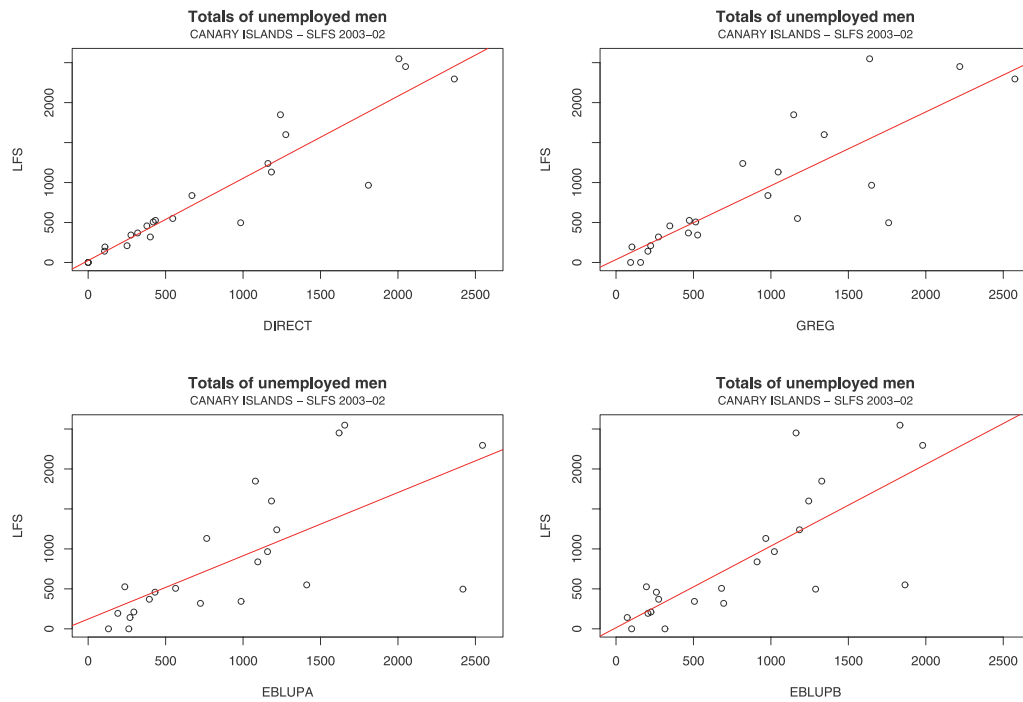 Totals of unemployed men
CANARY ISLANDS – SLFS 2003−02
LFS
2000
1000
500
0
0 500 1000 1500 2000 2500
DIRECT
Totals of unemployed men
CANARY ISLANDS – SLFS 2003−02
LFS
2000
1000
500
0
0 500 1000 1500 2000 2500
GREG
Totals of unemployed men
CANARY ISLANDS – SLFS 2003−02
LFS
2000
1000
500
0
0 500 1000 1500 2000 2500
EBLUPA
Totals of unemployed men
CANARY ISLANDS – SLFS 2003−02
LFS
2000
1000
500
0
0 500 1000 1500 2000 2500
EBLUPB